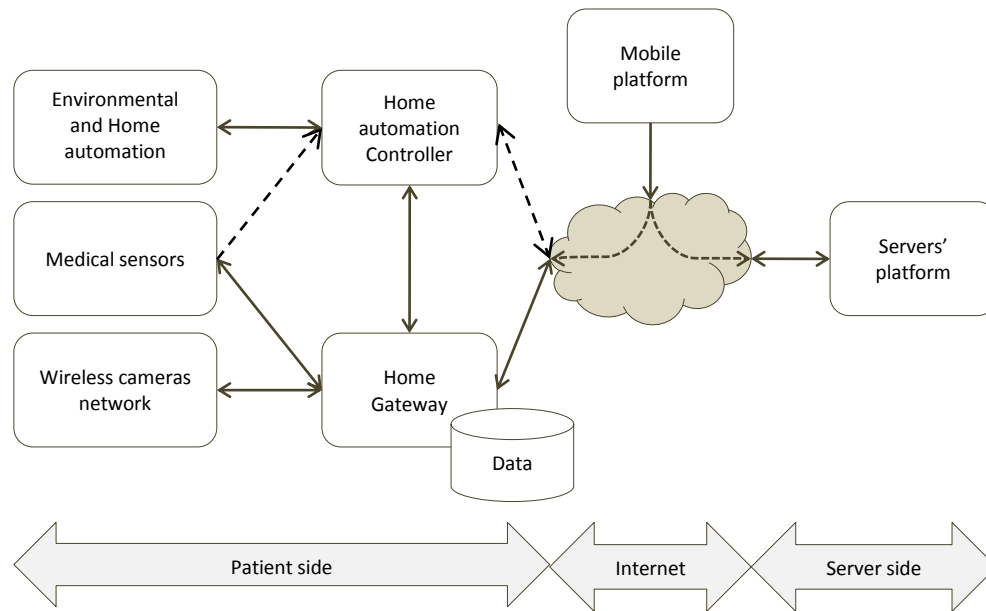 Mobile
platform
Environmental
and Home
automation
Home
automation
Controller
Medical sensors
Servers'
platform
Wireless cameras
network
Home
Gateway
Data
Patient side
Internet
Server side